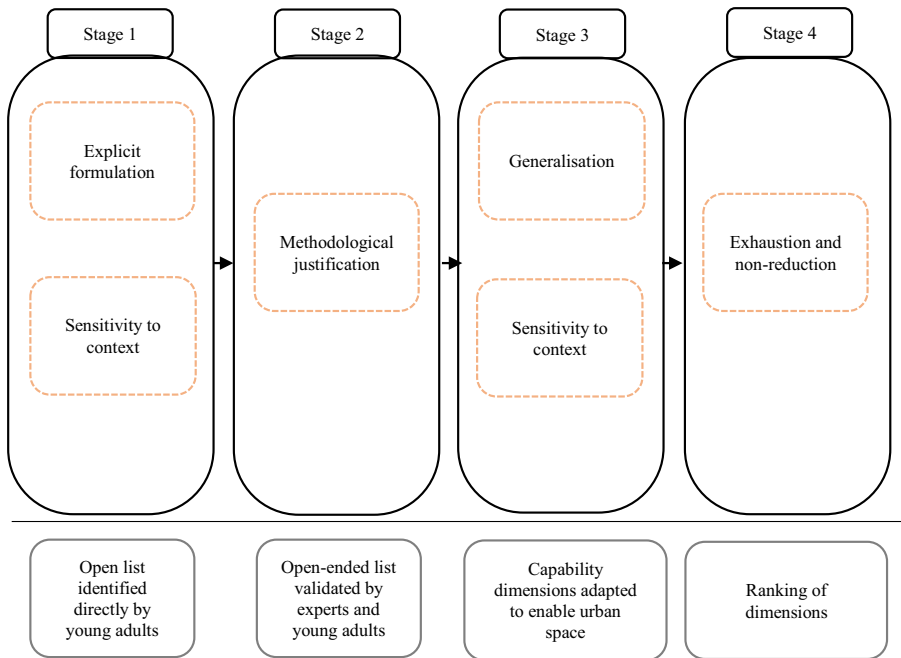 Stage 1
Stage 2
Stage 3
Stage 4
Explicit
formulation
Sensitivity to
context
Methodological
justification
Generalisation
Sensitivity to
context
Exhaustion and
non-reduction
Open list
identified
directly by
young adults
Open-ended list
validated by
experts and
young adults
Capability
dimensions adapted
to enable urban
space
Ranking of
dimensions